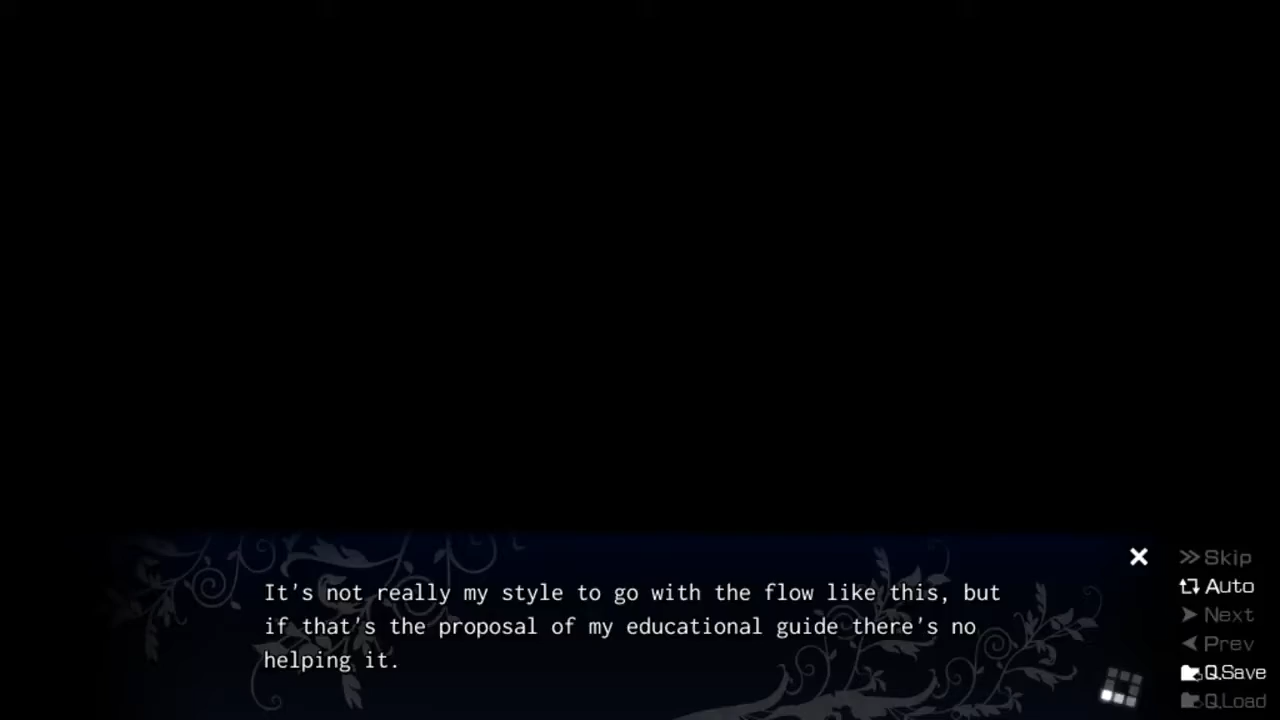 It's not really my style to go with the flow like this, but
if that's the proposal of my educational guide there's no
helping it.
Skip
Auto
Next
Prev
Q.Save
Q.Load